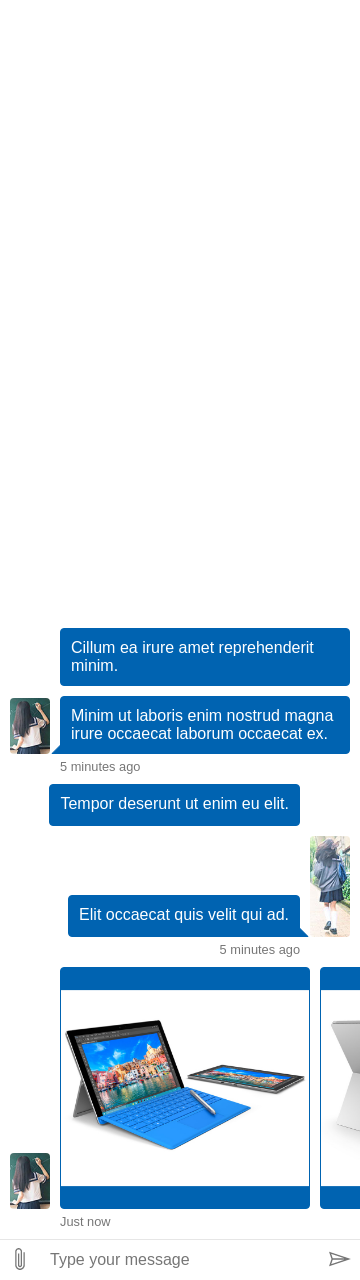 Cillum ea irure amet reprehenderit
minim.
Minim ut laboris enim nostrud magna
irure occaecat laborum occaecat ex.
5 minutes ago
Tempor deserunt ut enim eu elit.
Elit occaecat quis velit qui ad.
5 minutes ago
Just now
Type your message